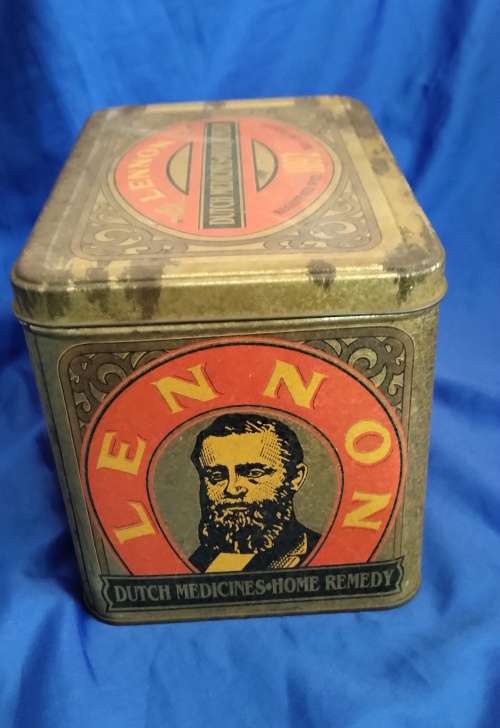 LENNON
DUTCH MEDICINES
LENNON
DUTCH MEDICINES•HOME REMEDY